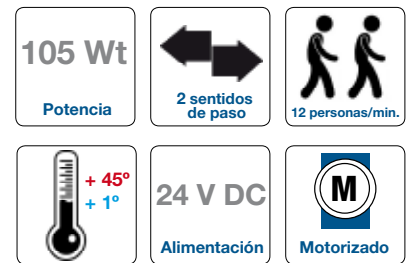 105 Wt
Potencia
2 sentidos
de paso
12 personas/min.
+ 45º
+ 1º
24 V DC
Alimentación
M
Motorizado